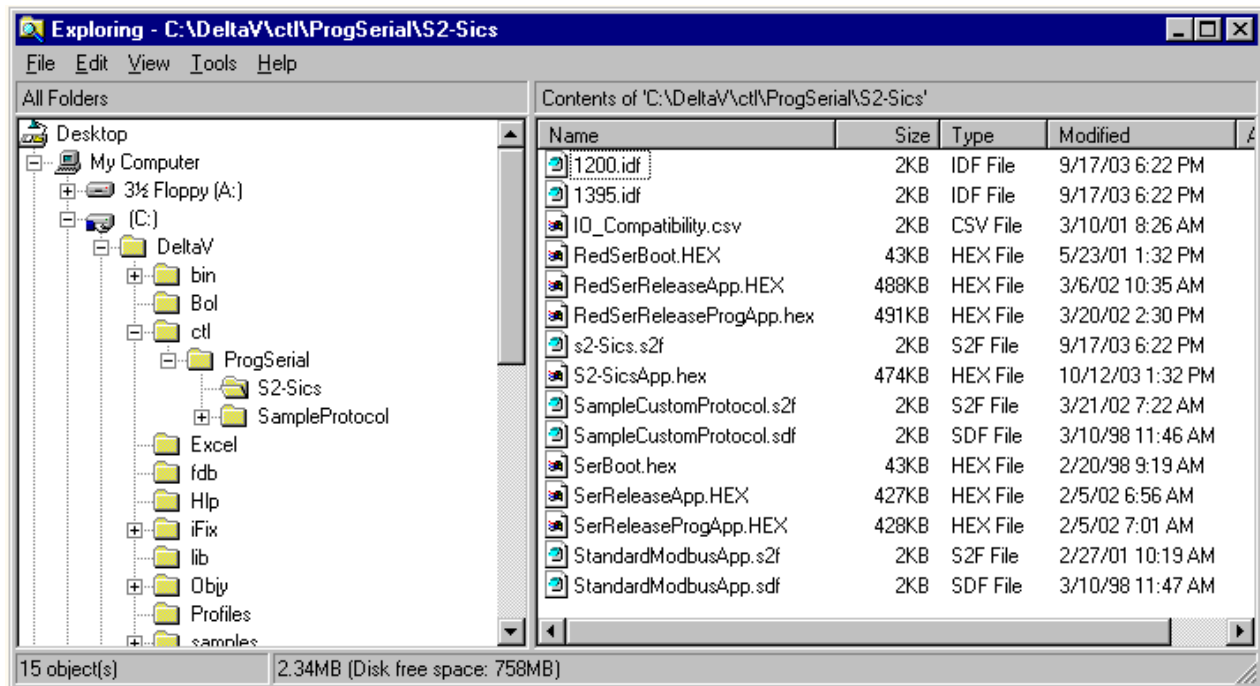 Exploring - C:\DeltaV\ctl\ProgSerial\S2-Sics
File Edit View Tools Help
All Folders
Contents of 'C:\DeltaV\ctl\ProgSerial\S2-Sics'
Desktop
My Computer
3½ Floppy (A:)
(C:)
DeltaV
bin
Bol
ctl
ProgSerial
S2-Sics
SampleProtocol
Excel
fdb
Hlp
iFix
lib
Objy
Profiles
samples
Name Size Type Modified A
1200.idf 2KB IDF File 9/17/03 6:22 PM
1395.idf 2KB IDF File 9/17/03 6:22 PM
IO_Compatibility.csv 2KB CSV File 3/10/01 8:26 AM
RedSerBoot.HEX 43KB HEX File 5/23/01 1:32 PM
RedSerReleaseApp.HEX 488KB HEX File 3/6/02 10:35 AM
RedSerReleaseProgApp.hex 491KB HEX File 3/20/02 2:30 PM
s2-Sics.s2f 2KB S2F File 9/17/03 6:22 PM
S2-SicsApp.hex 474KB HEX File 10/12/03 1:32 PM
SampleCustomProtocol.s2f 2KB S2F File 3/21/02 7:22 AM
SampleCustomProtocol.sdf 2KB SDF File 3/10/98 11:46 AM
SerBoot.hex 43KB HEX File 2/20/98 9:19 AM
SerReleaseApp.HEX 427KB HEX File 2/5/02 6:56 AM
SerReleaseProgApp.HEX 428KB HEX File 2/5/02 7:01 AM
StandardModbusApp.s2f 2KB S2F File 2/27/01 10:19 AM
StandardModbusApp.sdf 2KB SDF File 3/10/98 11:47 AM
15 object(s)
2.34MB (Disk free space: 758MB)